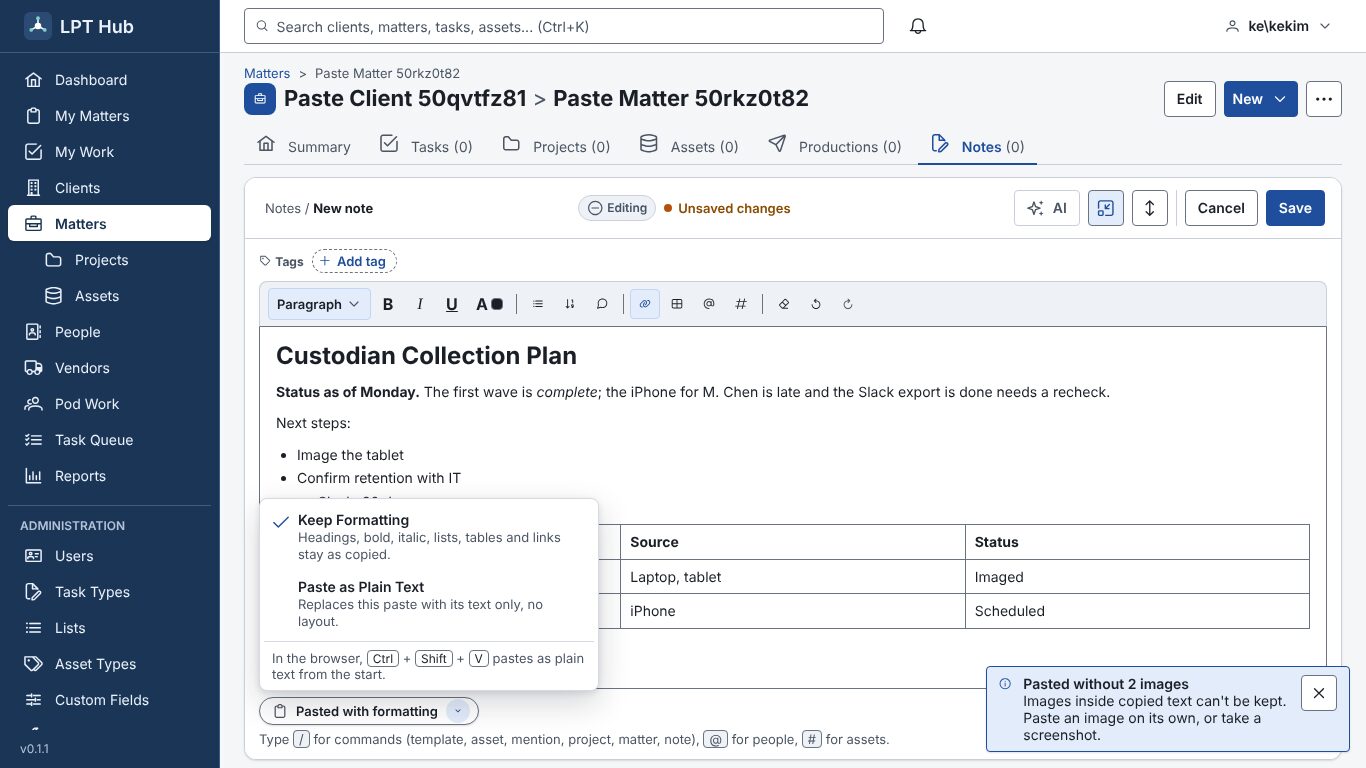 LPT Hub
Search clients, matters, tasks, assets... (Ctrl+K)
ke\kekim
Dashboard
My Matters
My Work
Clients
Matters
Projects
Assets
People
Vendors
Pod Work
Task Queue
Reports
ADMINISTRATION
Users
Task Types
Lists
Asset Types
Custom Fields
v0.1.1
Matters > Paste Matter 50rkz0t82
Paste Client 50qvtfz81 > Paste Matter 50rkz0t82
Edit
New
Summary
Tasks (0)
Projects (0)
Assets (0)
Productions (0)
Notes (0)
Notes / New note
Editing
Unsaved changes
AI
Cancel
Save
Tags
+ Add tag
Paragraph
B I U A
@ #
Custodian Collection Plan
Status as of Monday. The first wave is complete; the iPhone for M. Chen is late and the Slack export is done needs a recheck.
Next steps:
• Image the tablet
• Confirm retention with IT
Source Status
Laptop, tablet Imaged
iPhone Scheduled
Keep Formatting
Headings, bold, italic, lists, tables and links
stay as copied.
Paste as Plain Text
Replaces this paste with its text only, no
layout.
In the browser, Ctrl + Shift + V pastes as plain
text from the start.
Pasted with formatting
Type / for commands (template, asset, mention, project, matter, note), @ for people, # for assets.
Pasted without 2 images
Images inside copied text can't be kept.
Paste an image on its own, or take a
screenshot.